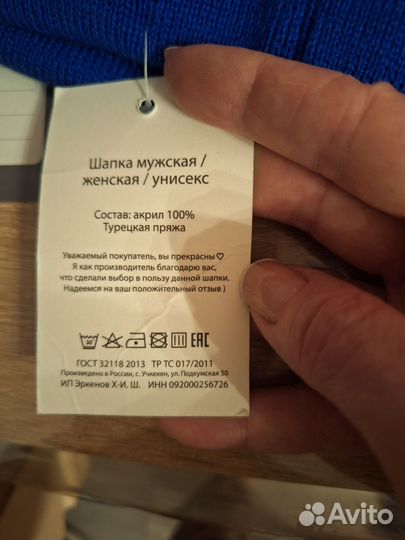 Шапка мужская /
женская / унисекс
Состав: акрил 100%
Турецкая пряжа
Уважаемый покупатель, вы прекрасны♡
Я как производитель благодарю вас,
что сделали выбор в пользу данной шапки.
Надеемся на ваш положительный отзыв )
30 EAC
ГОСТ 32118 2013 ТР ТС 017/2011
Произведено в России, с. Учкекен, ул. Подкумская 50
ИП Эркенов Х-И. Ш. ИНН 092000256726
Avito